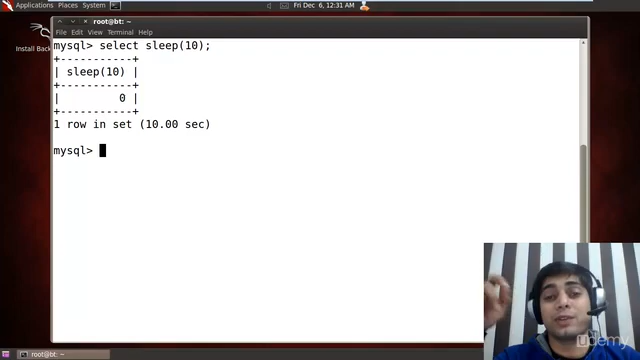 Applications Places System
Fri Dec 6, 12:31 AM
root@bt: ~
File Edit View Terminal Help
Install Back
mysql> select sleep(10);
+-----------+
| sleep(10) |
+-----------+
| 0 |
+-----------+
1 row in set (10.00 sec)
mysql>
udemy
root@bt: ~